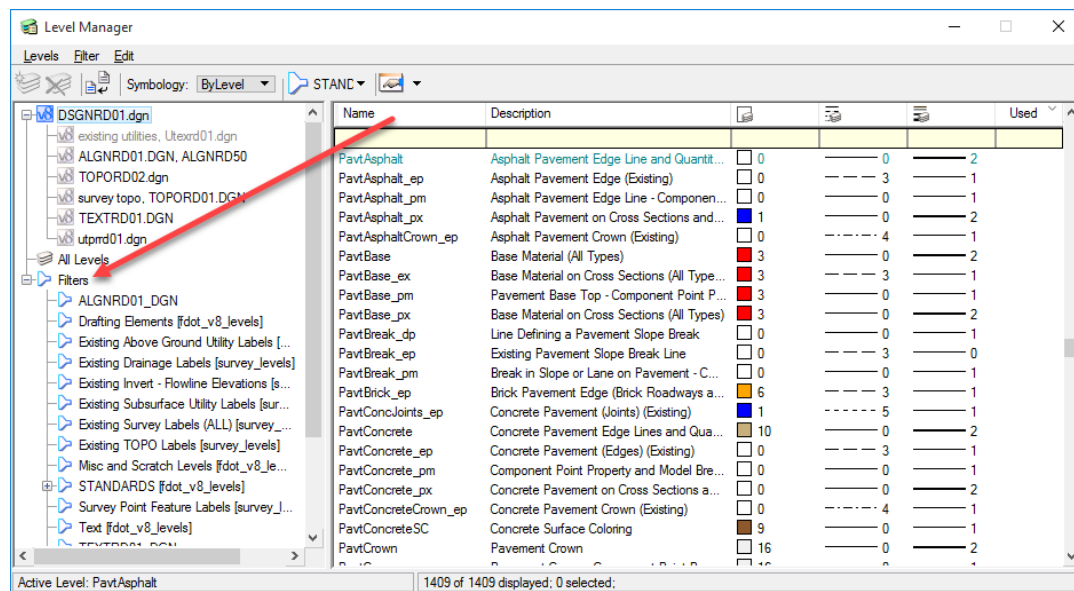 Level Manager
Levels Filter Edit
Symbology: ByLevel STANC
DSGNRD01.dgn
existing utilities, Utexrd01.dgn
ALGNRD01.DGN, ALGNRD50
TOPORD02.dgn
survey topo, TOPORD01.DGN
TEXTRD01.DGN
utprrd01.dgn
All Levels
Filters
ALGNRD01_DGN
Drafting Elements [fdot_v8_levels]
Existing Above Ground Utility Labels [...
Existing Drainage Labels [survey_levels]
Existing Invert - Flowline Elevations [s...
Existing Subsurface Utility Labels [sur...
Existing Survey Labels (ALL) [survey_...
Existing TOPO Labels [survey_levels]
Misc and Scratch Levels [fdot_v8_le...
STANDARDS [fdot_v8_levels]
Survey Point Feature Labels [survey_l...
Text [fdot_v8_levels]
Name Description Used
PavtAsphalt Asphalt Pavement Edge Line and Quantit... 0 0 2
PavtAsphalt_ep Asphalt Pavement Edge (Existing) 0 3 1
PavtAsphalt_pm Asphalt Pavement Edge Line - Componen... 0 0 1
PavtAsphalt_px Asphalt Pavement on Cross Sections and... 1 0 2
PavtAsphaltCrown_ep Asphalt Pavement Crown (Existing) 0 4 1
PavtBase Base Material (All Types) 3 0 2
PavtBase_ex Base Material on Cross Sections (All Type... 3 3 1
PavtBase_pm Pavement Base Top - Component Point P... 3 0 1
PavtBase_px Base Material on Cross Sections (All Types) 3 0 2
PavtBreak_dp Line Defining a Pavement Slope Break 0 0 1
PavtBreak_ep Existing Pavement Slope Break Line 0 3 0
PavtBreak_pm Break in Slope or Lane on Pavement - C... 0 0 1
PavtBrick_ep Brick Pavement Edge (Brick Roadways a... 6 3 1
PavtConcJoints_ep Concrete Pavement (Joints) (Existing) 1 5 1
PavtConcrete Concrete Pavement Edge Lines and Qua... 10 0 2
PavtConcrete_ep Concrete Pavement (Edges) (Existing) 0 3 1
PavtConcrete_pm Component Point Property and Model Bre... 0 0 1
PavtConcrete_px Concrete Pavement on Cross Sections a... 0 0 2
PavtConcreteCrown_ep Concrete Pavement Crown (Existing) 0 4 1
PavtConcreteSC Concrete Surface Coloring 9 0 1
PavtCrown Pavement Crown 16 0 2
Active Level: PavtAsphalt 1409 of 1409 displayed; 0 selected;